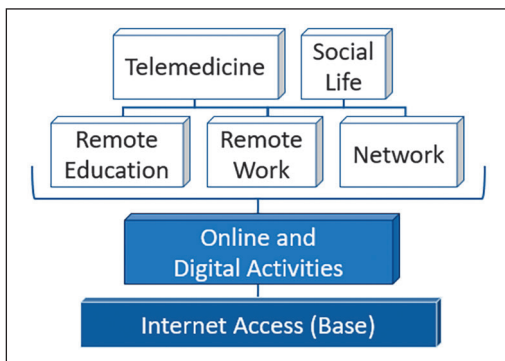 Telemedicine
Social
Life
Remote
Education
Remote
Work
Network
Online and
Digital Activities
Internet Access (Base)